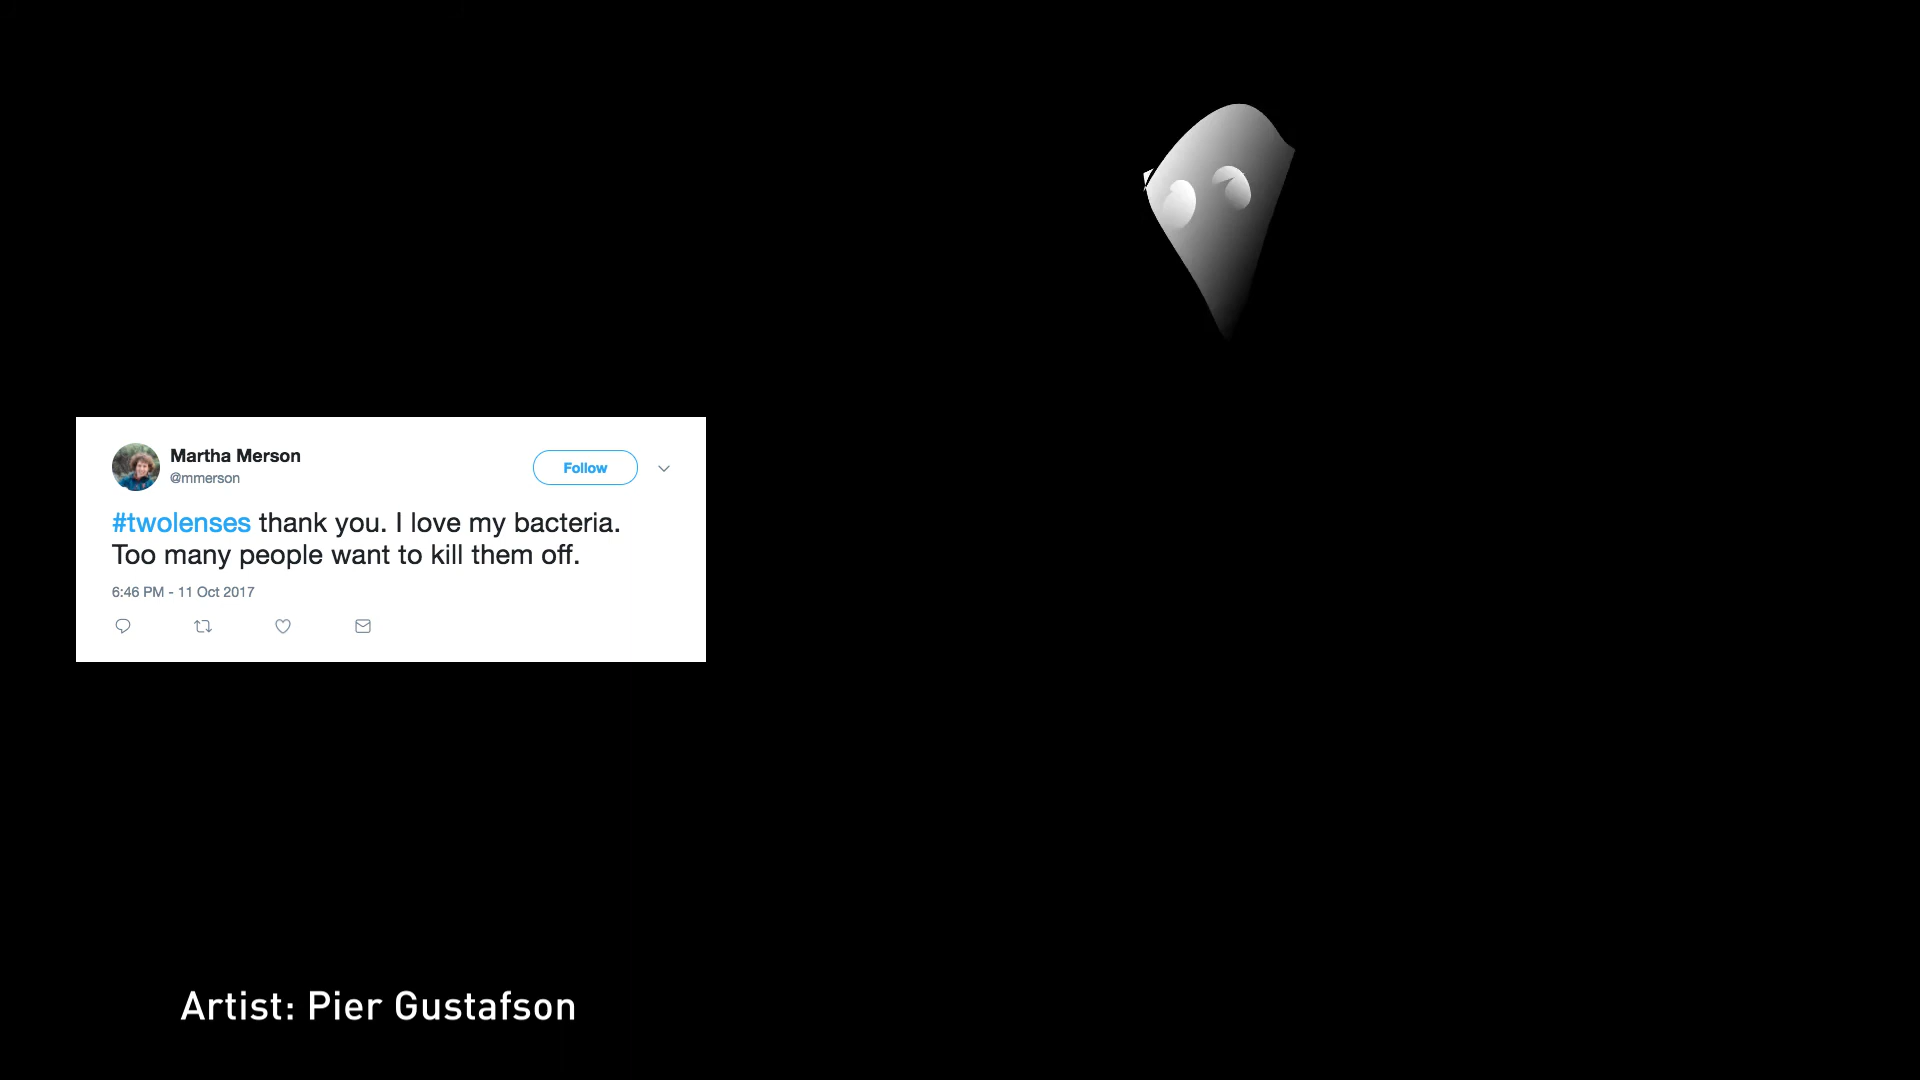 Martha Merson
@mmerson
Follow
#twolenses thank you. I love my bacteria.
Too many people want to kill them off.
6:46 PM - 11 Oct 2017
Artist: Pier Gustafson